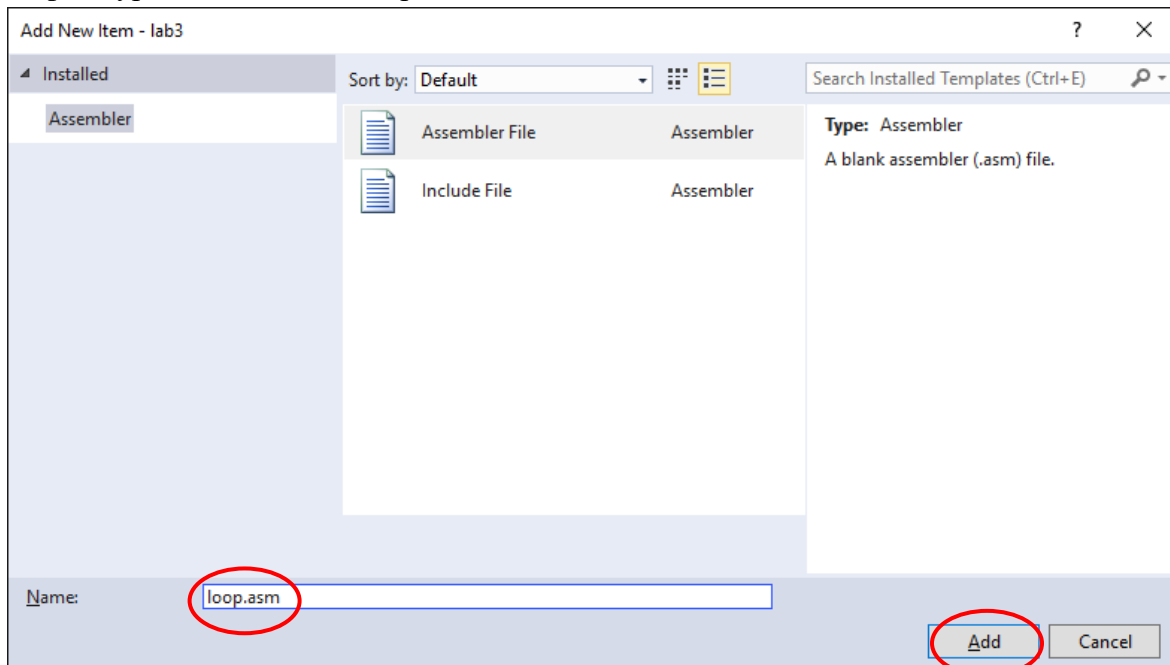 Add New Item - lab3 ?
Installed
Sort by: Default
Search Installed Templates (Ctrl+E)
Assembler
Assembler File Assembler
Type: Assembler
A blank assembler (.asm) file.
Include File Assembler
Name: loop.asm
Add Cancel